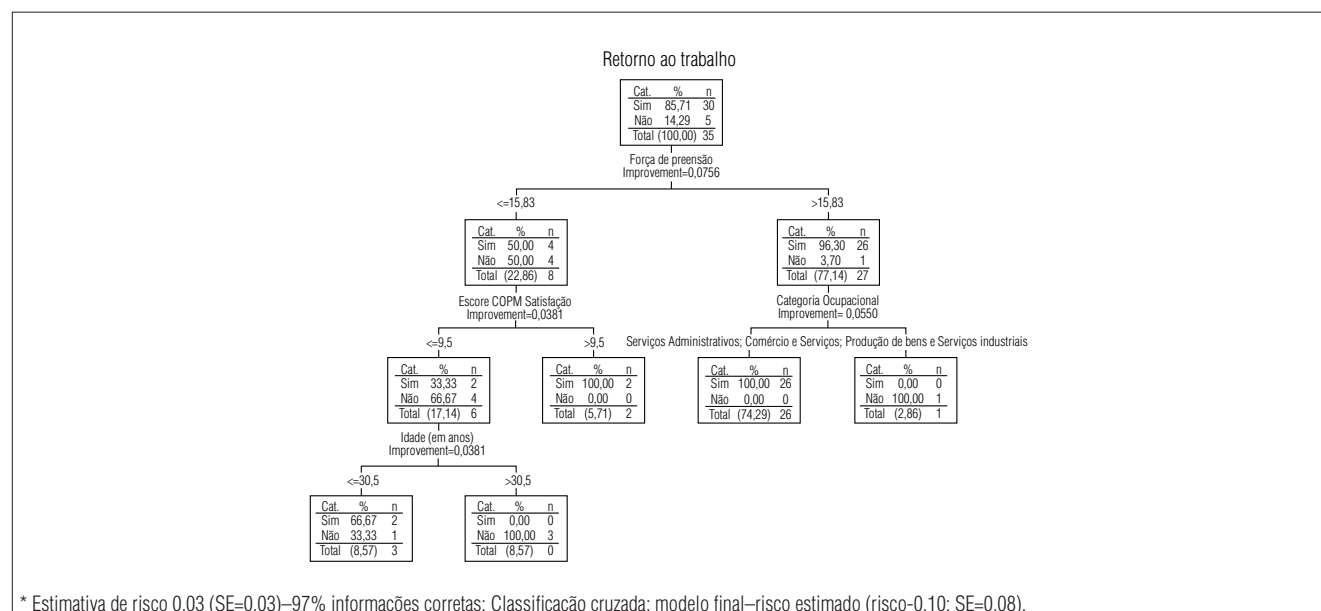 Retorno ao trabalho
Cat. % n
Sim 85,71 30
Não 14,29 5
Total (100,00) 35
Força de preensão
Improvement=0,0756
<=15,83
>15,83
Cat. % n
Sim 50,00 4
Não 50,00 4
Total (22,86) 8
Cat. % n
Sim 96,30 26
Não 3,70 1
Total (77,14) 27
Escore COPM Satisfação
Improvement=0,0381
Categoria Ocupacional
Improvement= 0,0550
<=9,5
>9,5
Serviços Administrativos; Comércio e Serviços; Produção de bens e Serviços industriais
Cat. % n
Sim 33,33 2
Não 66,67 4
Total (17,14) 6
Cat. % n
Sim 100,00 2
Não 0,00 0
Total (5,71) 2
Cat. % n
Sim 100,00 26
Não 0,00 0
Total (74,29) 26
Cat. % n
Sim 0,00 0
Não 100,00 1
Total (2,86) 1
Idade (em anos)
Improvement=0,0381
<=30,5
>30,5
Cat. % n
Sim 66,67 2
Não 33,33 1
Total (8,57) 3
Cat. % n
Sim 0,00 0
Não 100,00 3
Total (8,57) 0
* Estimativa de risco 0,03 (SE=0,03)–97% informações corretas; Classificação cruzada: modelo final–risco estimado (risco-0,10; SE=0,08).